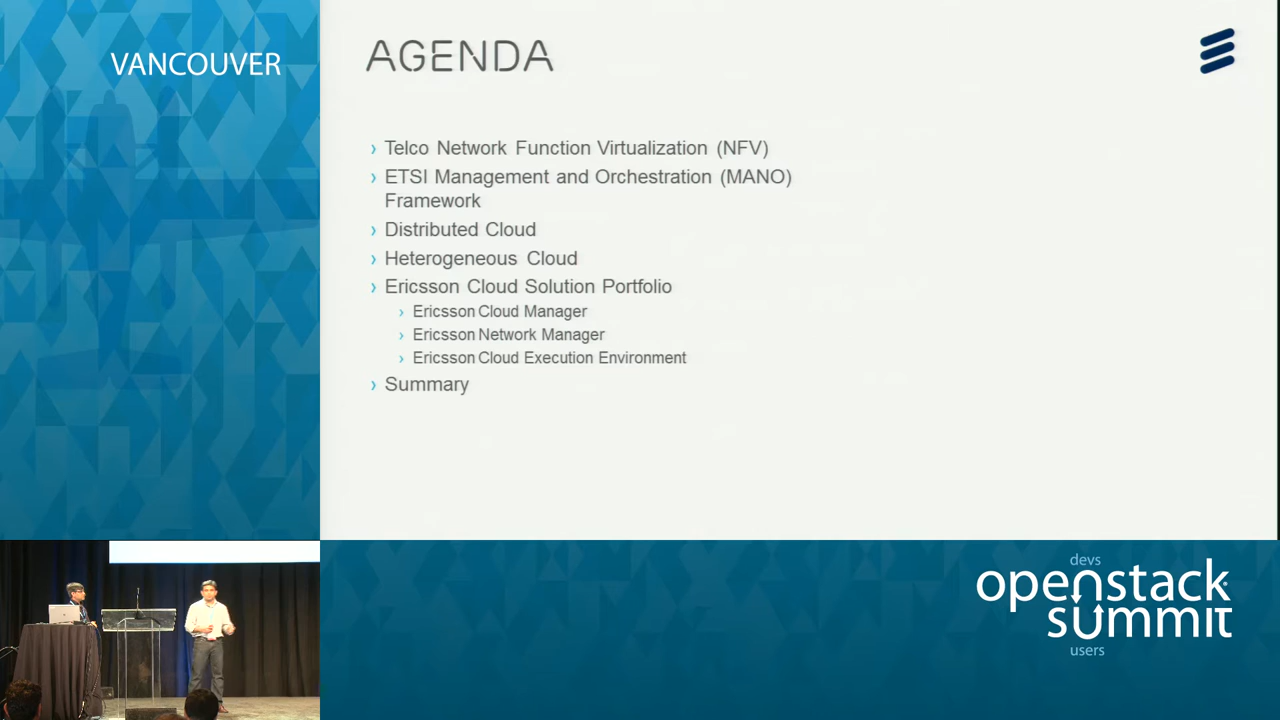 VANCOUVER
AGENDA
› Telco Network Function Virtualization (NFV)
› ETSI Management and Orchestration (MANO)
Framework
› Distributed Cloud
› Heterogeneous Cloud
› Ericsson Cloud Solution Portfolio
› Ericsson Cloud Manager
› Ericsson Network Manager
› Ericsson Cloud Execution Environment
› Summary
devs
openstack
summit
users